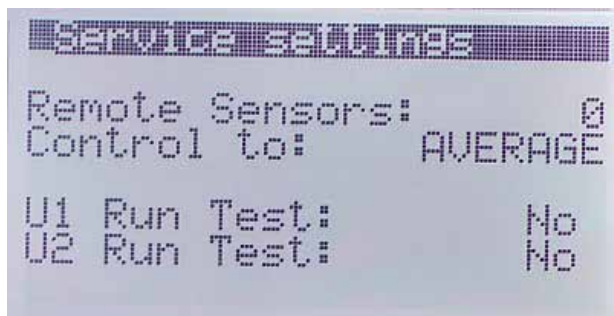 Service settings
Remote Sensors: 0
Control to: AVERAGE
U1 Run Test: No
U2 Run Test: No